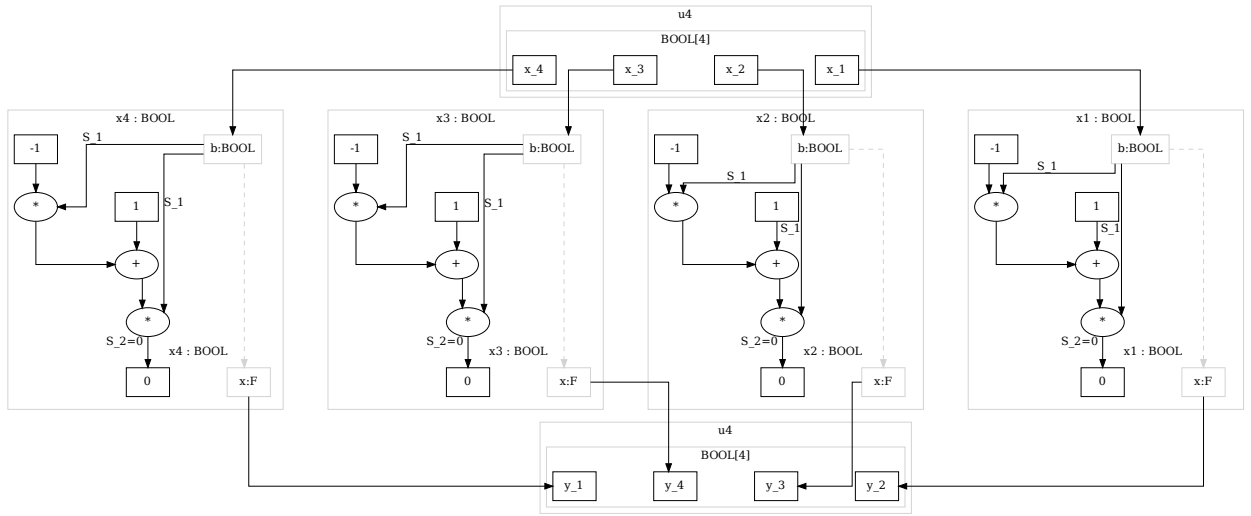 u4
BOOL[4]
x_4
x_3
x_2
x_1
x4 : BOOL
-1
S_1
b:BOOL
*
1
S_1
+
*
S_2=0
x4 : BOOL
0
x:F
x3 : BOOL
-1
S_1
b:BOOL
*
1
S_1
+
*
S_2=0
x3 : BOOL
0
x:F
x2 : BOOL
-1
b:BOOL
S_1
*
1
S_1
+
*
S_2=0
x2 : BOOL
0
x:F
x1 : BOOL
-1
b:BOOL
S_1
*
1
S_1
+
*
S_2=0
x1 : BOOL
0
x:F
u4
BOOL[4]
y_1
y_4
y_3
y_2